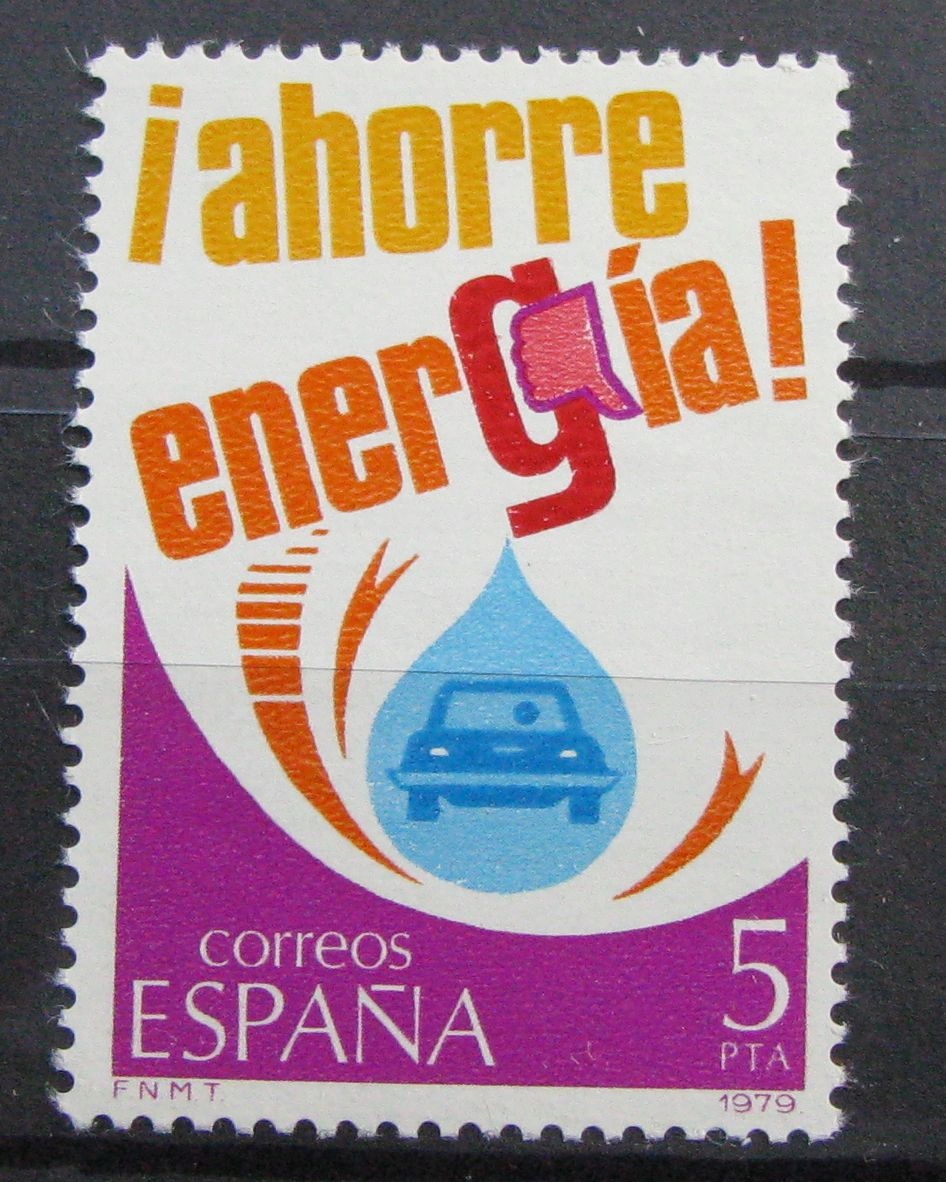 ¡ahorre
energía!
correos
ESPAÑA
5
PTA
F.N.M.T.
1979.